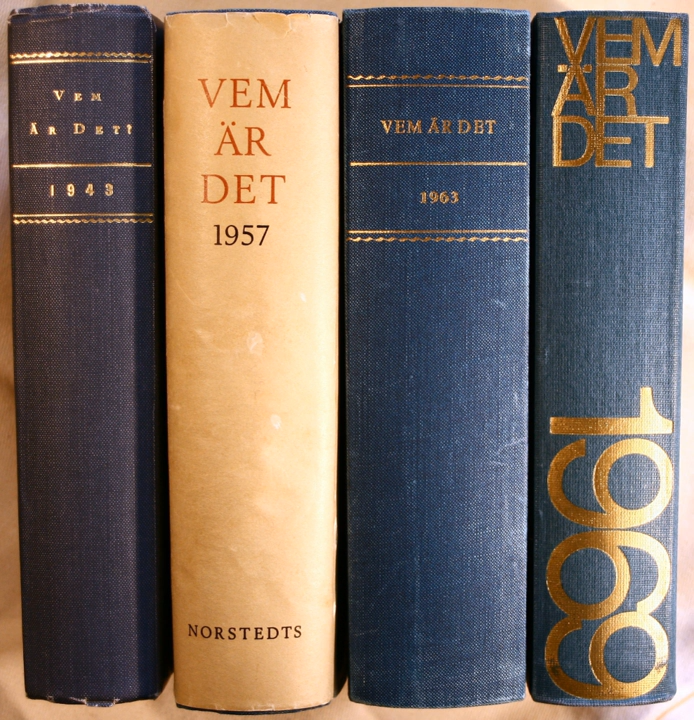 VEM
ÄR DET?
1943
VEM
ÄR
DET
1957
NORSTEDTS
VEM ÄR DET
1963
VEM
ÄR
DET
1969